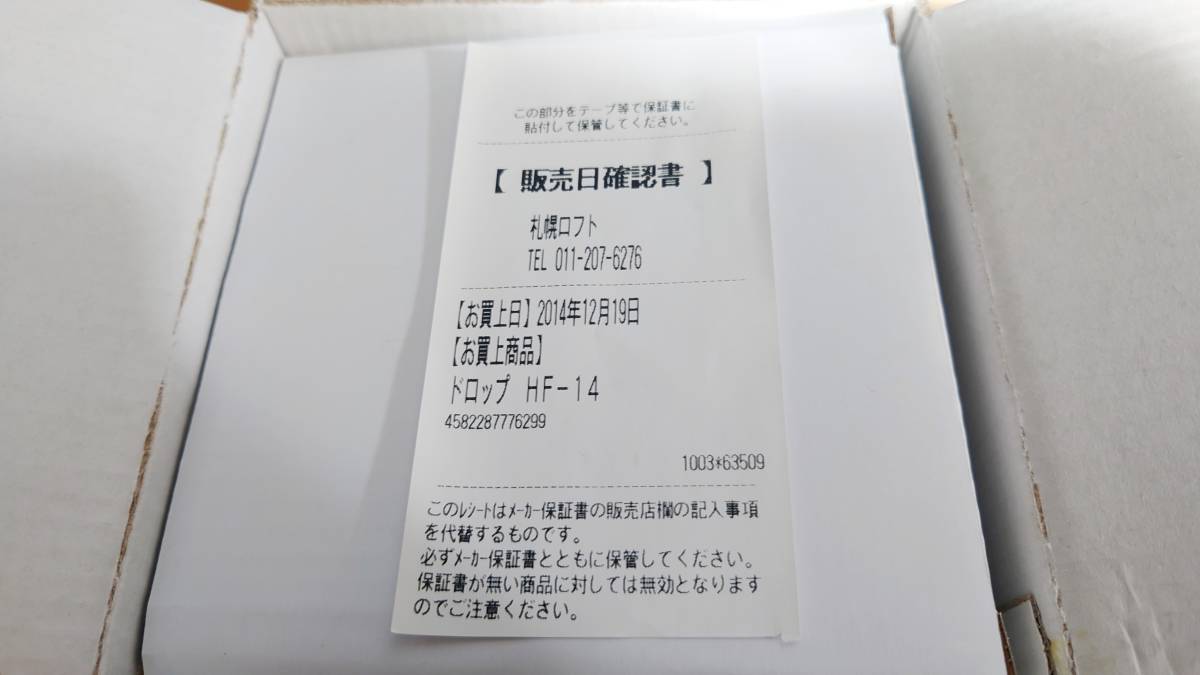 この部分をテープ等で保証書に
貼付して保管してください。
【 販売日確認書 】
札幌ロフト
TEL 011-207-6276
【お買上日】2014年12月19日
【お買上商品】
ドロップ HF-14
4582287776299
1003*63509
このﾚｼｰﾄはﾒｰｶｰ保証書の販売店欄の記入事項
を代替するものです。
必ずﾒｰｶｰ保証書とともに保管してください。
保証書が無い商品に対しては無効となります
のでご注意ください。